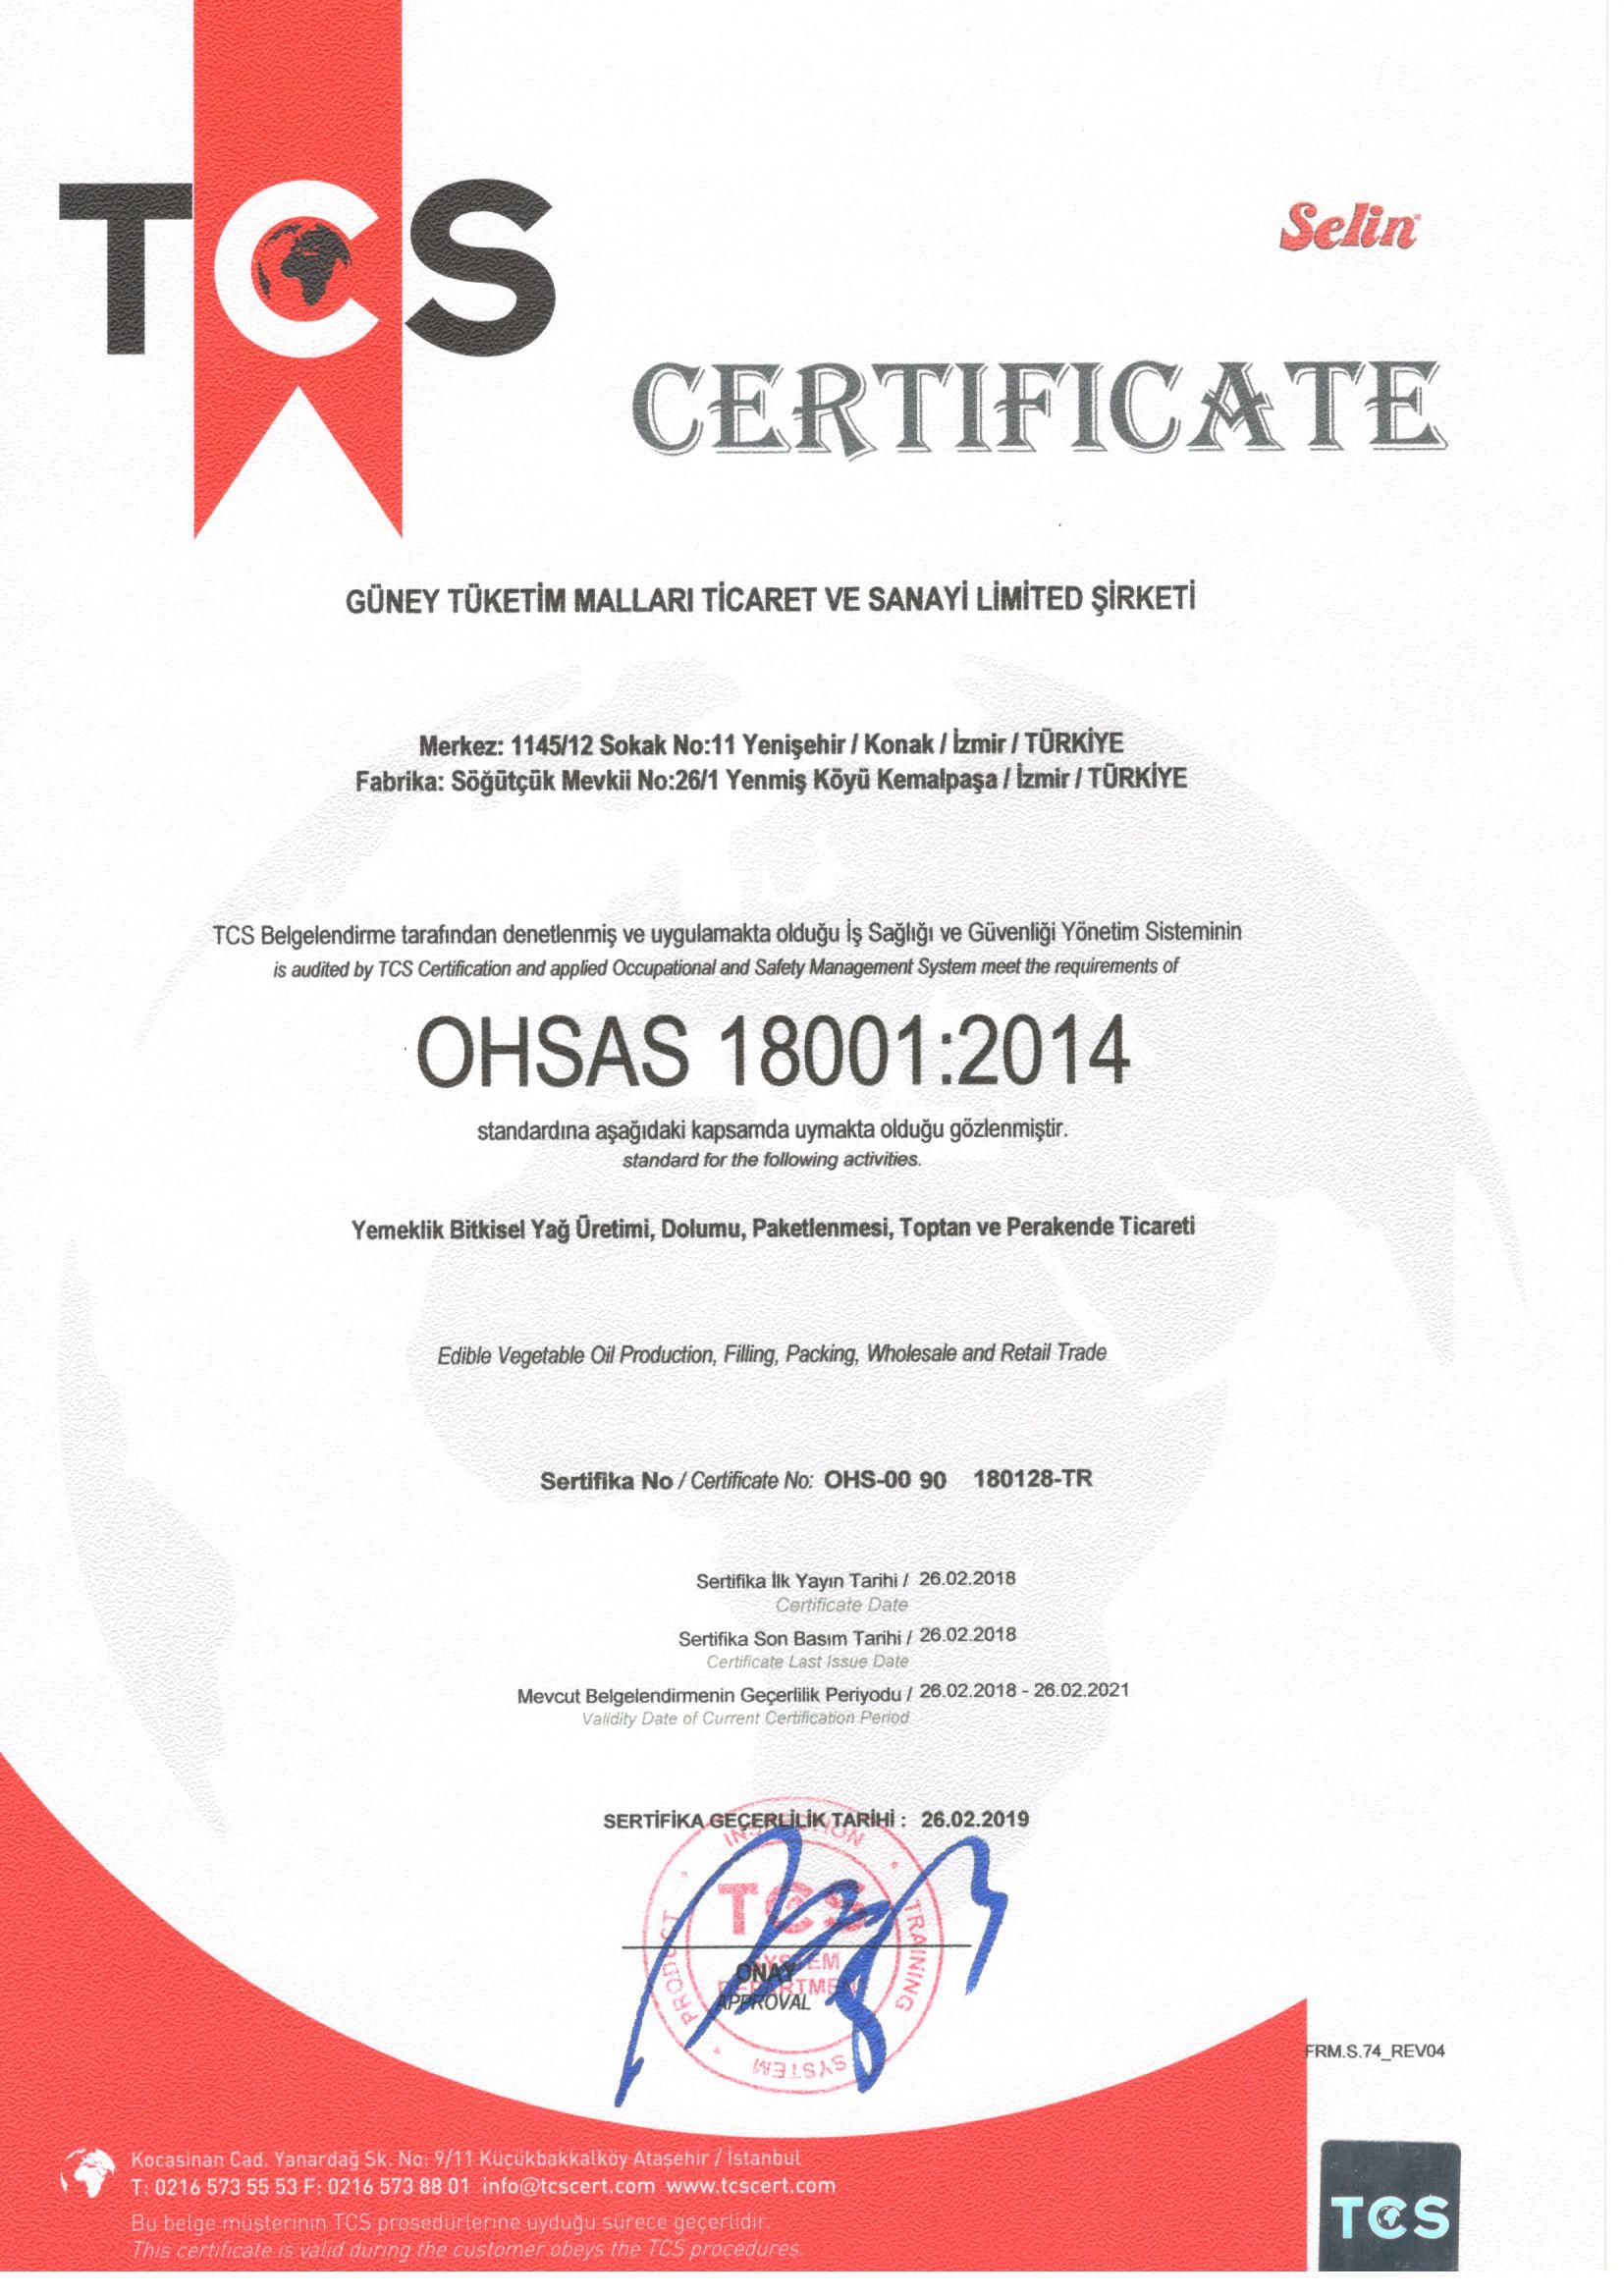 TCS
Selin
CERTIFICATE
GÜNEY TÜKETİM MALLARI TİCARET VE SANAYİ LİMİTED ŞİRKETİ
Merkez: 1145/12 Sokak No:11 Yenişehir / Konak / İzmir / TÜRKİYE
Fabrika: Söğütçük Mevkii No:26/1 Yenmiş Köyü Kemalpaşa / İzmir / TÜRKİYE
TCS Belgelendirme tarafından denetlenmiş ve uygulamakta olduğu İş Sağlığı ve Güvenliği Yönetim Sisteminin
is audited by TCS Certification and applied Occupational and Safety Management System meet the requirements of
OHSAS 18001:2014
standardına aşağıdaki kapsamda uymakta olduğu gözlenmiştir.
standard for the following activities.
Yemeklik Bitkisel Yağ Üretimi, Dolumu, Paketlenmesi, Toptan ve Perakende Ticareti
Edible Vegetable Oil Production, Filling, Packing, Wholesale and Retail Trade
Sertifika No / Certificate No: OHS-00 90 180128-TR
Sertifika İlk Yayın Tarihi / 26.02.2018
Certificate Date
Sertifika Son Basım Tarihi / 26.02.2018
Certificate Last Issue Date
Mevcut Belgelendirmenin Geçerlilik Periyodu / 26.02.2018 - 26.02.2021
Validity Date of Current Certification Period
SERTİFİKA GEÇERLİLİK TARİHİ : 26.02.2019
INSPECTION
TRAINING
SYSTEM
PRODUCT
TCS
SYSTEM
DEPARTMENT
ONAY
APPROVAL
FRM.S.74_REV04
Kocasinan Cad. Yanardağ Sk. No: 9/11 Küçükbakkalköy Ataşehir / İstanbul
T: 0216 573 55 53 F: 0216 573 88 01 info@tcscert.com www.tcscert.com
Bu belge müşterinin TCS prosedürlerine uyduğu sürece geçerlidir.
This certificate is valid during the customer obeys the TCS procedures.
TCS